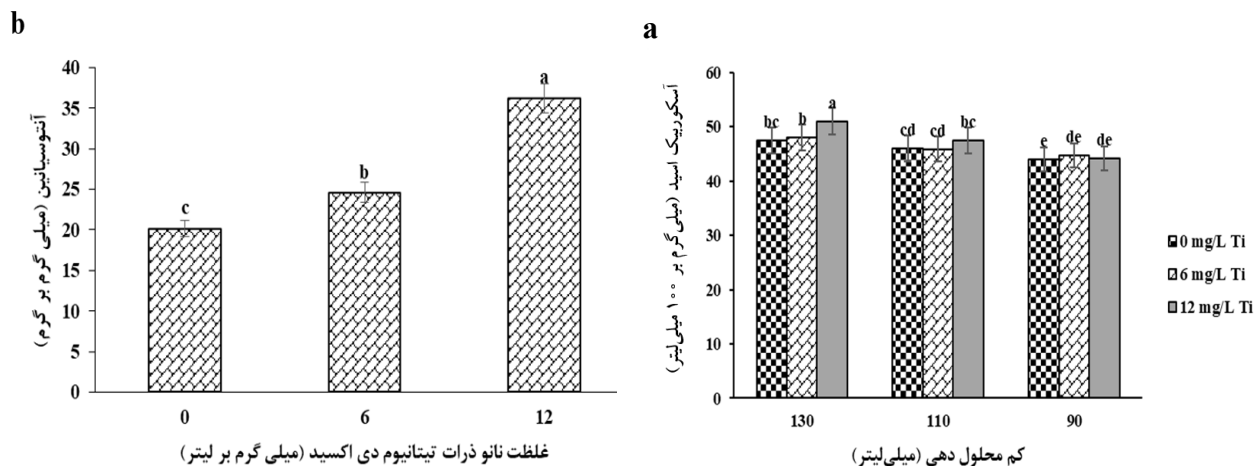 b
آنتوسیانین (میلی گرم بر گرم)
40
35
30
25
20
15
10
5
0
c
b
a
0 6 12
غلظت نانو ذرات تیتانیوم دی اکسید (میلی گرم بر لیتر)
a
آسکوربیک اسید (میلی‌گرم بر ۱۰۰ میلی‌لیتر)
60
50
40
30
20
10
0
bc b a
cd cd bc
e de de
130 110 90
کم محلول دهی (میلی‌لیتر)
0 mg/L Ti
6 mg/L Ti
12 mg/L Ti